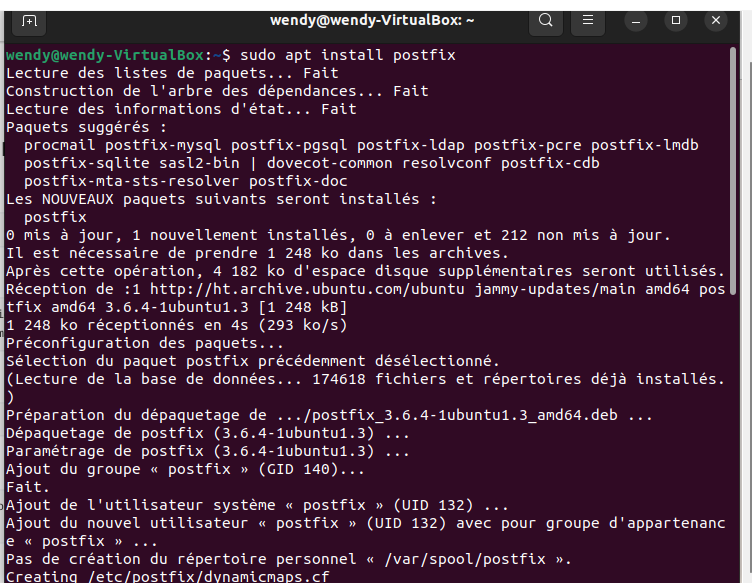 wendy@wendy-VirtualBox: ~
wendy@wendy-VirtualBox:~$ sudo apt install postfix
Lecture des listes de paquets... Fait
Construction de l'arbre des dépendances... Fait
Lecture des informations d'état... Fait
Paquets suggérés :
  procmail postfix-mysql postfix-pgsql postfix-ldap postfix-pcre postfix-lmdb
  postfix-sqlite sasl2-bin | dovecot-common resolvconf postfix-cdb
  postfix-mta-sts-resolver postfix-doc
Les NOUVEAUX paquets suivants seront installés :
  postfix
0 mis à jour, 1 nouvellement installés, 0 à enlever et 212 non mis à jour.
Il est nécessaire de prendre 1 248 ko dans les archives.
Après cette opération, 4 182 ko d'espace disque supplémentaires seront utilisés.
Réception de :1 http://ht.archive.ubuntu.com/ubuntu jammy-updates/main amd64 pos
tfix amd64 3.6.4-1ubuntu1.3 [1 248 kB]
1 248 ko réceptionnés en 4s (293 ko/s)
Préconfiguration des paquets...
Sélection du paquet postfix précédemment désélectionné.
(Lecture de la base de données... 174618 fichiers et répertoires déjà installés.
)
Préparation du dépaquetage de .../postfix_3.6.4-1ubuntu1.3_amd64.deb ...
Dépaquetage de postfix (3.6.4-1ubuntu1.3) ...
Paramétrage de postfix (3.6.4-1ubuntu1.3) ...
Ajout du groupe « postfix » (GID 140)...
Fait.
Ajout de l'utilisateur système « postfix » (UID 132) ...
Ajout du nouvel utilisateur « postfix » (UID 132) avec pour groupe d'appartenanc
e « postfix » ...
Pas de création du répertoire personnel « /var/spool/postfix ».
Creating /etc/postfix/dynamicmaps.cf